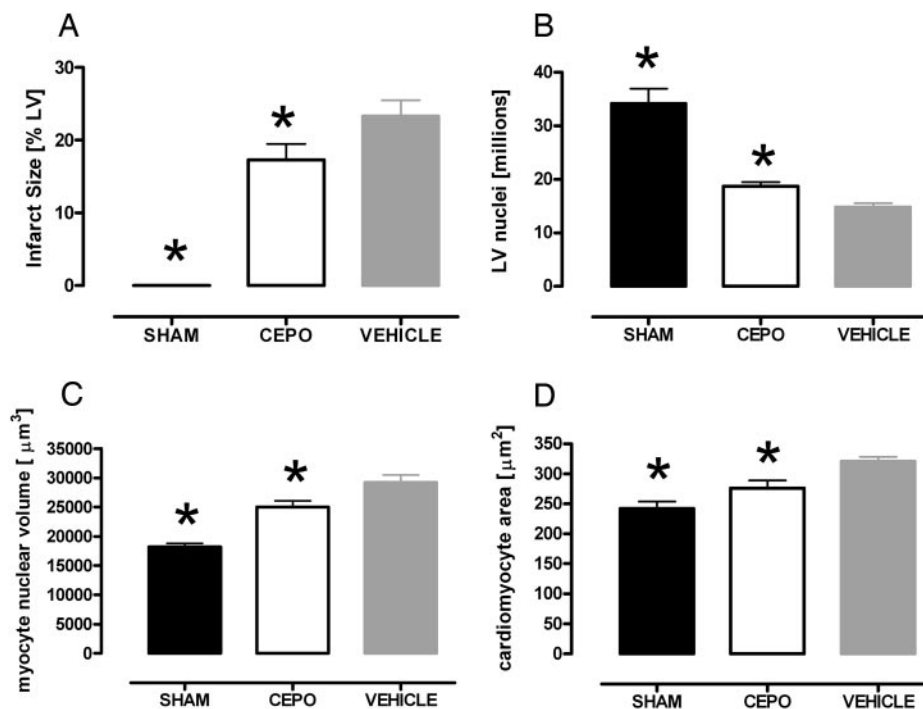 A
Infarct Size [% LV]
30
20
10
0
*
*
SHAM
CEPO
VEHICLE
B
LV nuclei [millions]
40
30
20
10
0
*
*
SHAM
CEPO
VEHICLE
C
myocyte nuclear volume [ μm³]
35000
30000
25000
20000
15000
10000
5000
0
*
*
SHAM
CEPO
VEHICLE
D
cardiomyocyte area [μm²]
350
300
250
200
150
100
50
0
*
*
SHAM
CEPO
VEHICLE